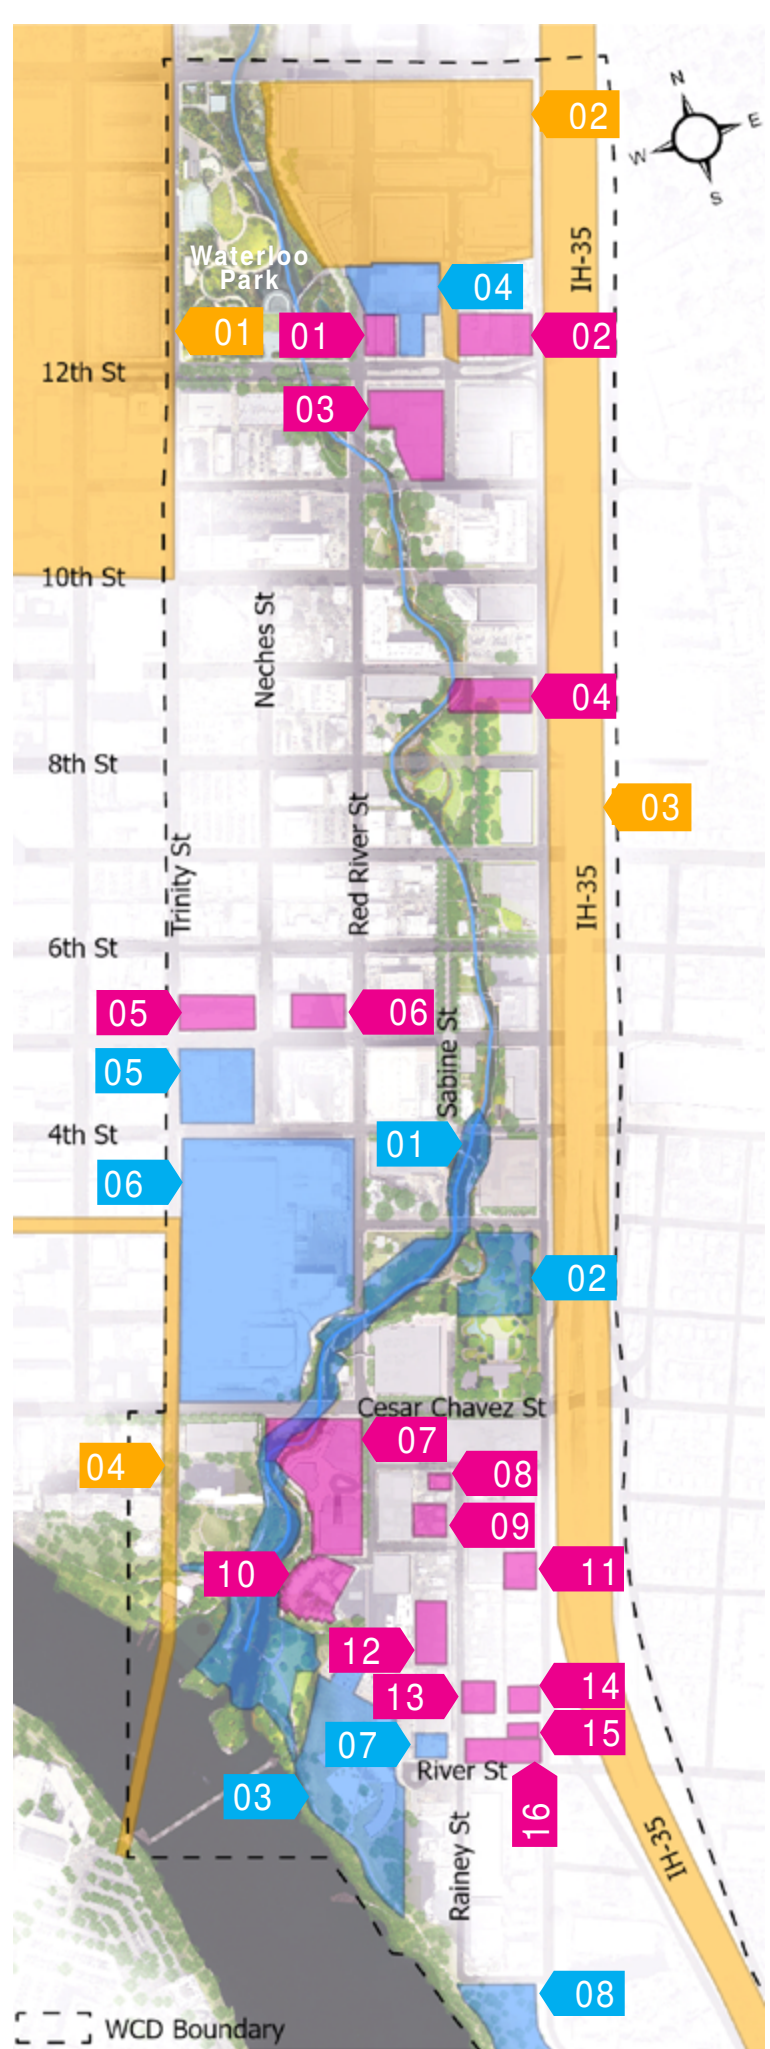 N
02
E
W
S
IH-35
Waterloo
Park
04
01
01
02
12th St
03
10th St
Neches St
04
8th St
03
Red River St
Trinity St
IH-35
6th St
05
06
Sabine St
05
4th St
01
06
02
Cesar Chavez St
07
04
08
09
10
11
12
13
14
15
07
River St
03
16
IH-35
Rainey St
08
WCD Boundary